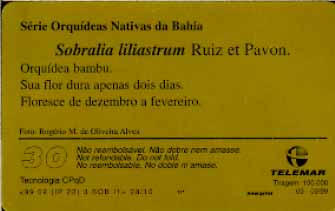 Série Orquídeas Nativas da Bahia
Sobralia liliastrum Ruiz et Pavon.
Orquídea bambu.
Sua flor dura apenas dois dias.
Floresce de dezembro a fevereiro.
Foto: Rogério M. de Oliveira Alves
30
Não reembolsável. Não dobre nem amasse.
Not refundable. Do not fold.
No reembolsable. No doble ni amase.
TELEMAR
Tecnologia CPqD
Tiragem 100.000